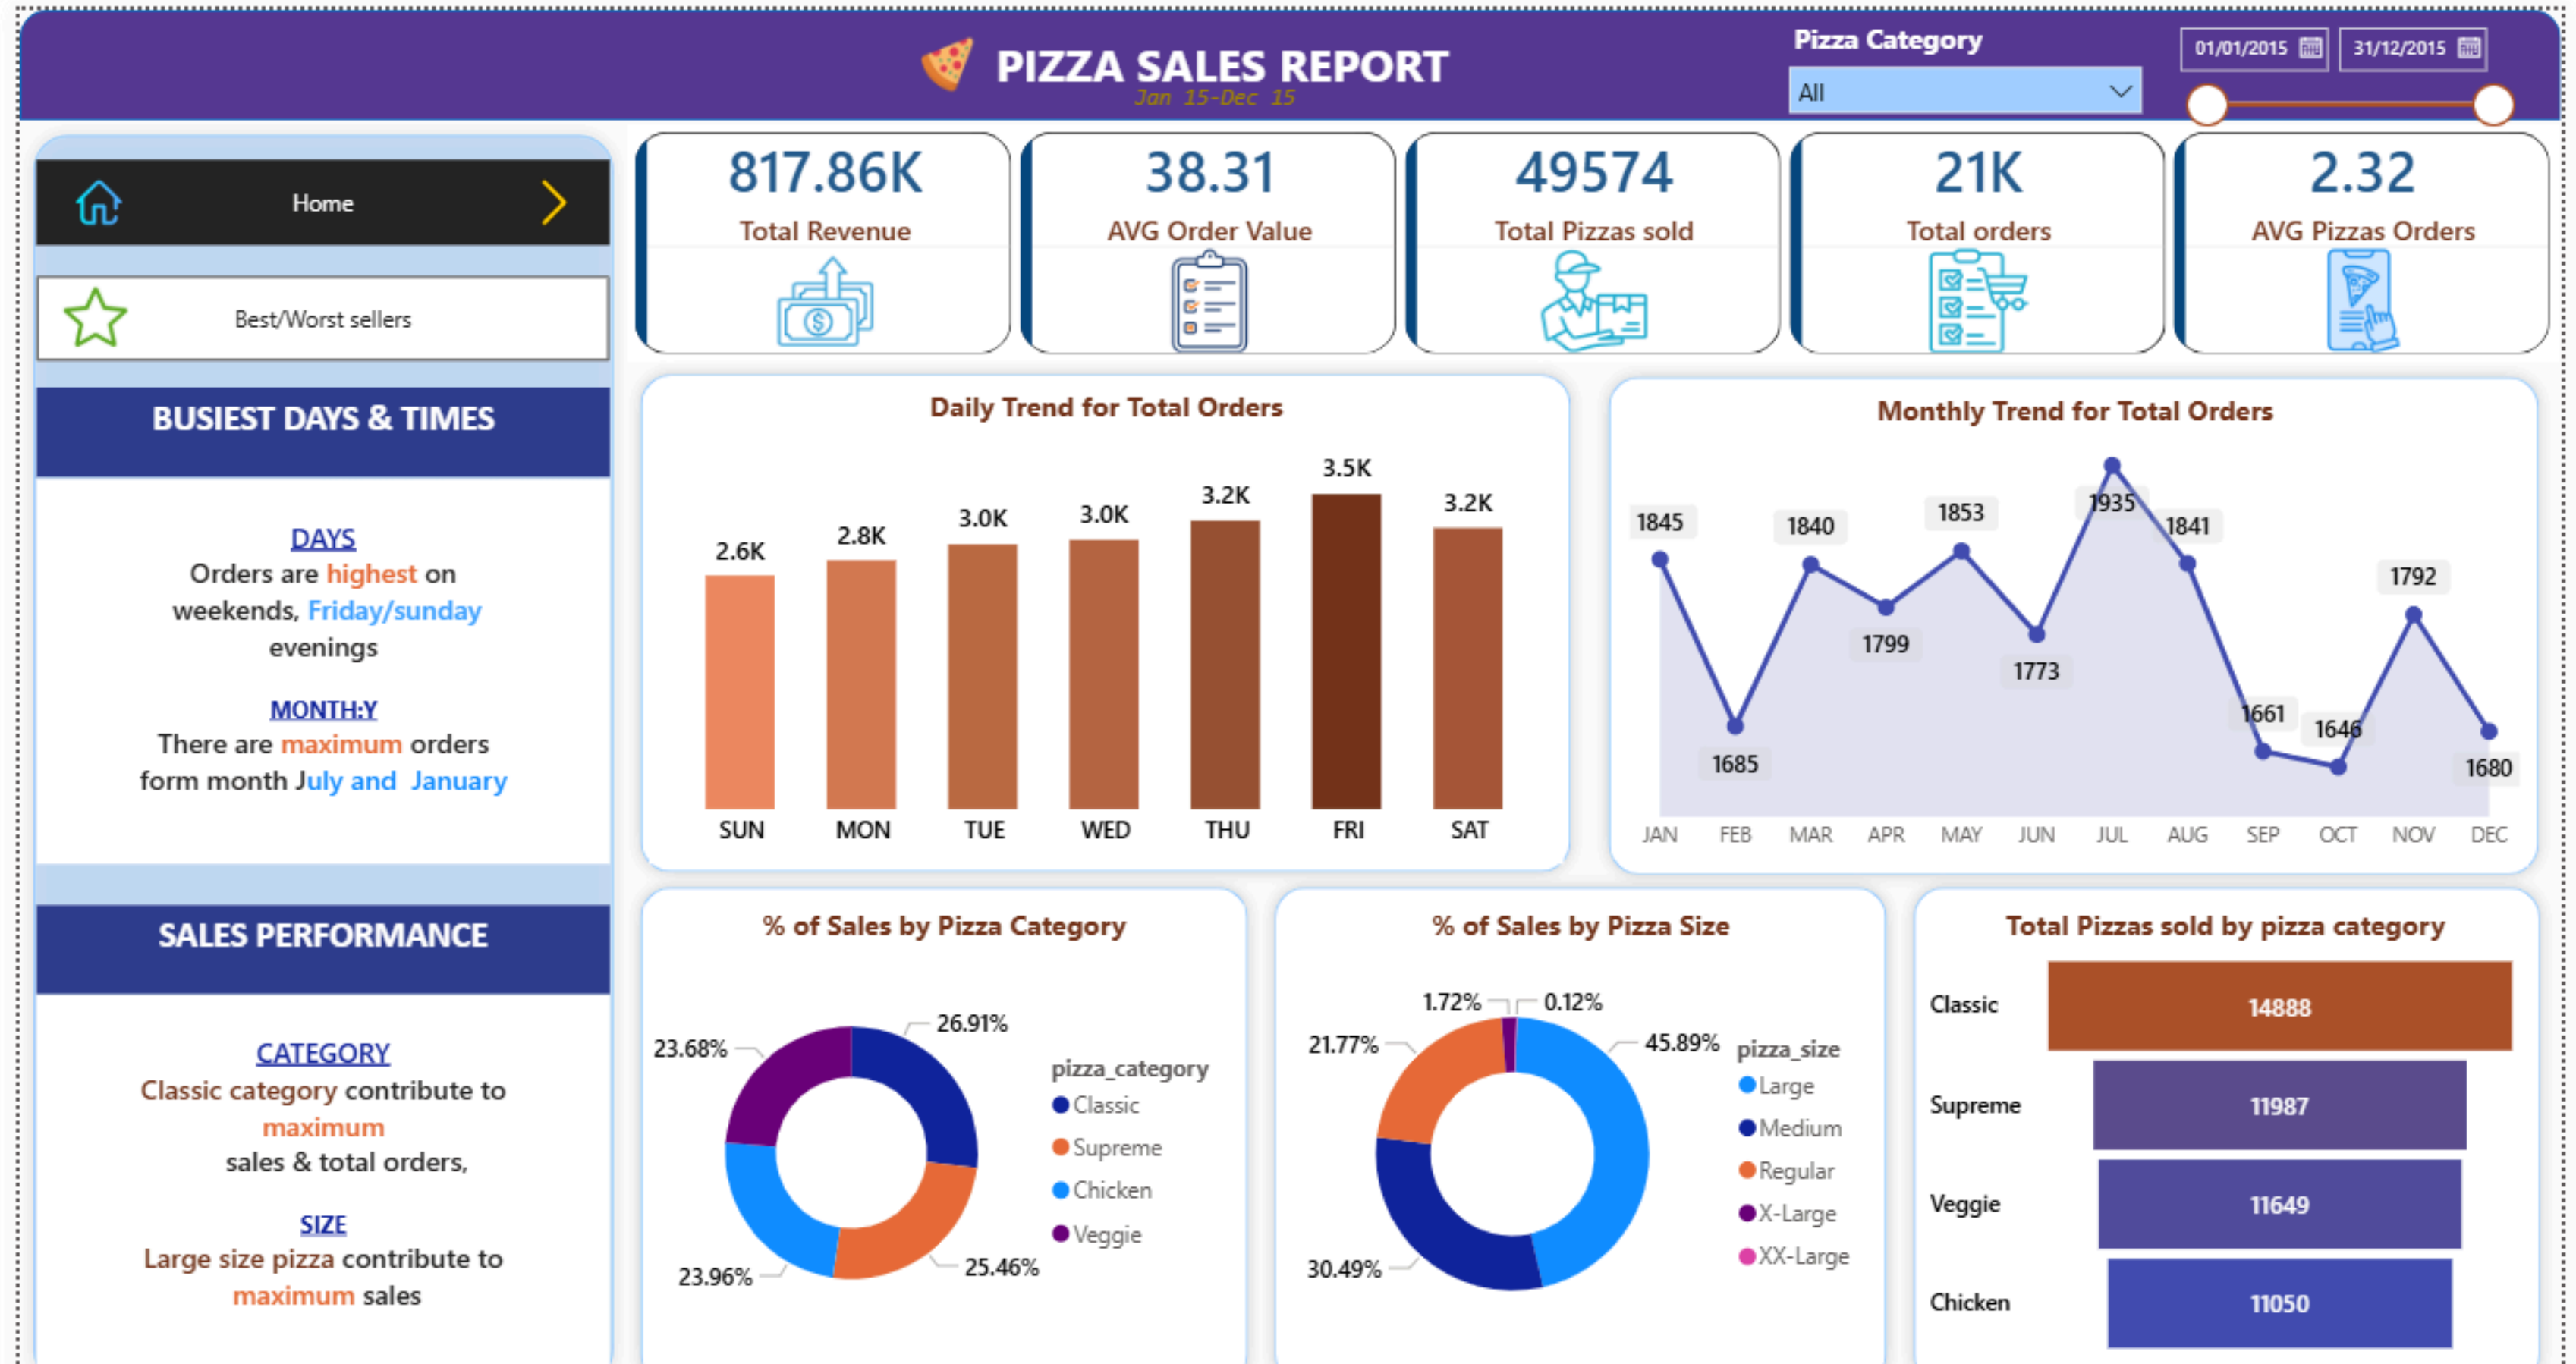 PIZZA SALES REPORT
Jan 15-Dec 15
Pizza Category
All
01/01/2015
31/12/2015
Home
Best/Worst sellers
BUSIEST DAYS & TIMES
DAYS
Orders are highest on
weekends, Friday/sunday
evenings
MONTH:Y
There are maximum orders
form month July and January
SALES PERFORMANCE
CATEGORY
Classic category contribute to
maximum
sales & total orders,
SIZE
Large size pizza contribute to
maximum sales
817.86K
Total Revenue
38.31
AVG Order Value
49574
Total Pizzas sold
21K
Total orders
2.32
AVG Pizzas Orders
Daily Trend for Total Orders
2.6K
2.8K
3.0K
3.0K
3.2K
3.5K
3.2K
SUN MON TUE WED THU FRI SAT
Monthly Trend for Total Orders
1845
1685
1840
1799
1853
1773
1935
1841
1661
1646
1792
1680
JAN FEB MAR APR MAY JUN JUL AUG SEP OCT NOV DEC
% of Sales by Pizza Category
26.91%
25.46%
23.96%
23.68%
pizza_category
Classic
Supreme
Chicken
Veggie
% of Sales by Pizza Size
1.72%
0.12%
21.77%
45.89%
30.49%
pizza_size
Large
Medium
Regular
X-Large
XX-Large
Total Pizzas sold by pizza category
Classic 14888
Supreme 11987
Veggie 11649
Chicken 11050